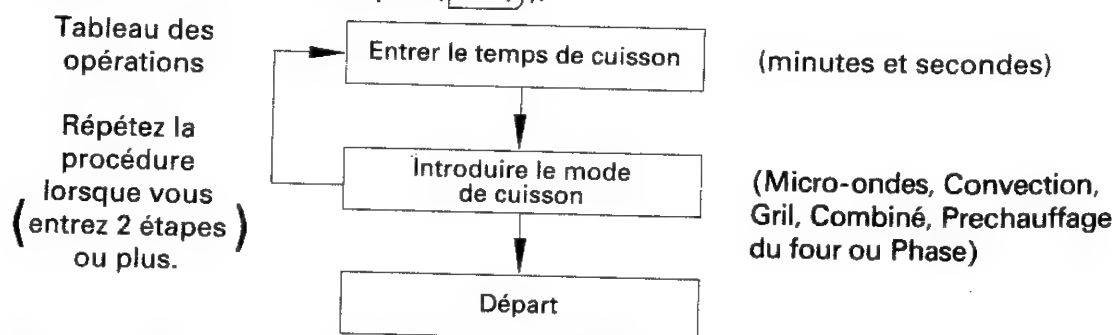 Tableau des
opérations
Entrer le temps de cuisson
(minutes et secondes)
Répétez la
procédure
lorsque vous
(entrez 2 étapes)
ou plus.
Introduire le mode
de cuisson
(Micro-ondes, Convection,
Gril, Combiné, Prechauffage
du four ou Phase)
Départ